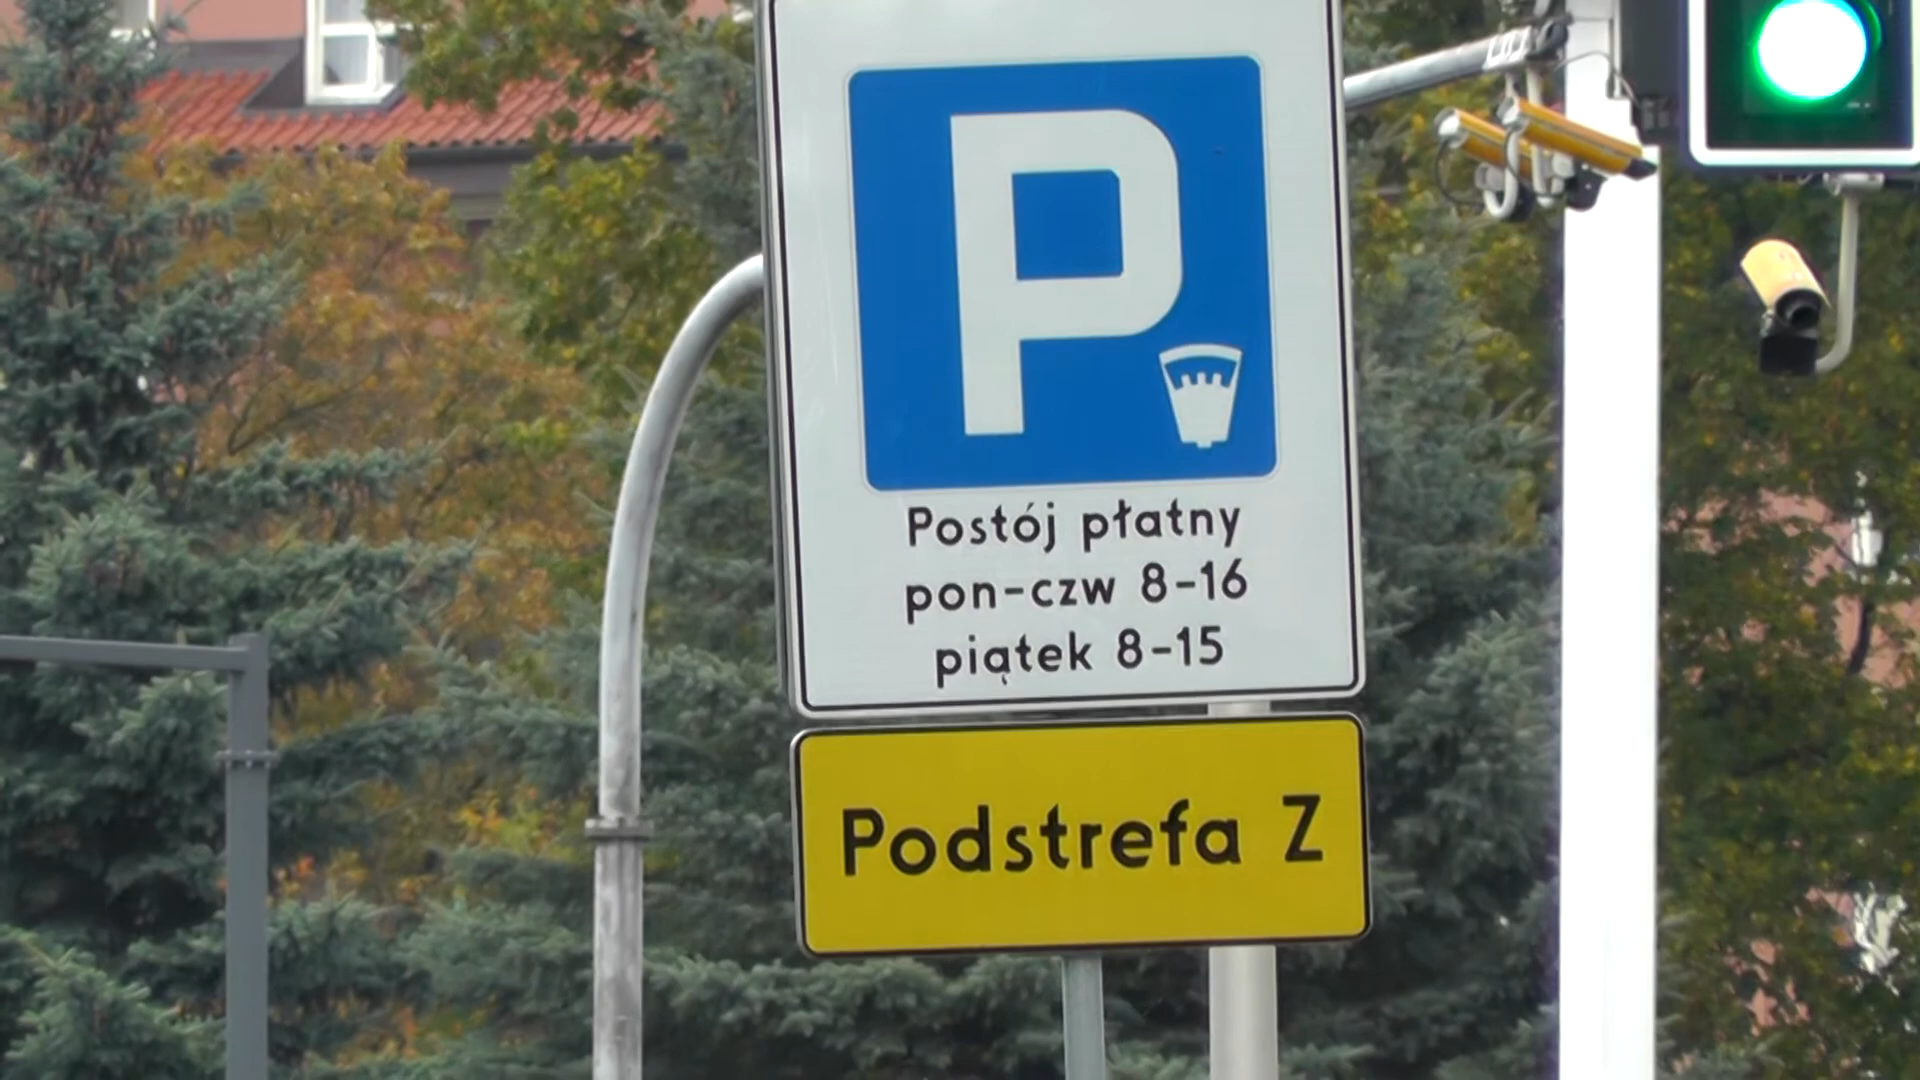 P
Postój płatny
pon-czw 8-16
piątek 8-15
Podstrefa Z